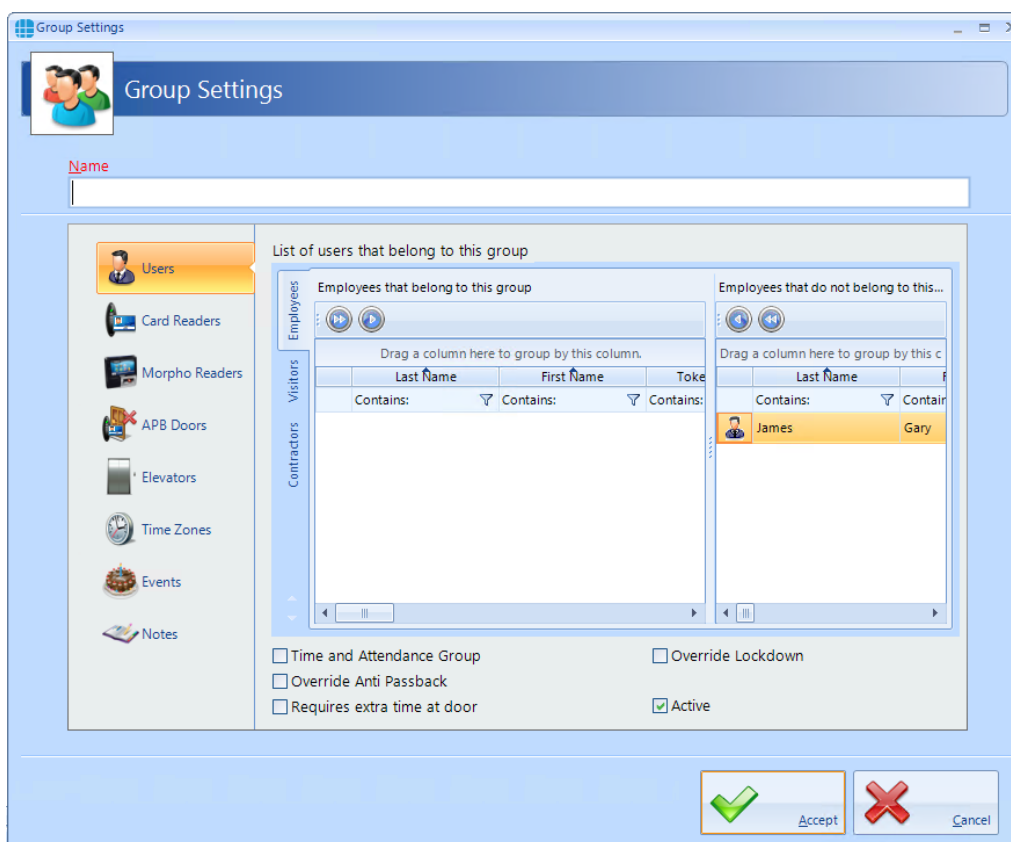 Group Settings
Group Settings
Name
Users
Card Readers
Morpho Readers
APB Doors
Elevators
Time Zones
Events
Notes
List of users that belong to this group
Employees
Visitors
Contractors
Employees that belong to this group
Drag a column here to group by this column.
Last Name First Name Toke
Contains: Contains: Contains:
Employees that do not belong to this...
Drag a column here to group by this c
Last Name F
Contains: Contair
James Gary
Time and Attendance Group
Override Anti Passback
Requires extra time at door
Override Lockdown
Active
Accept
Cancel